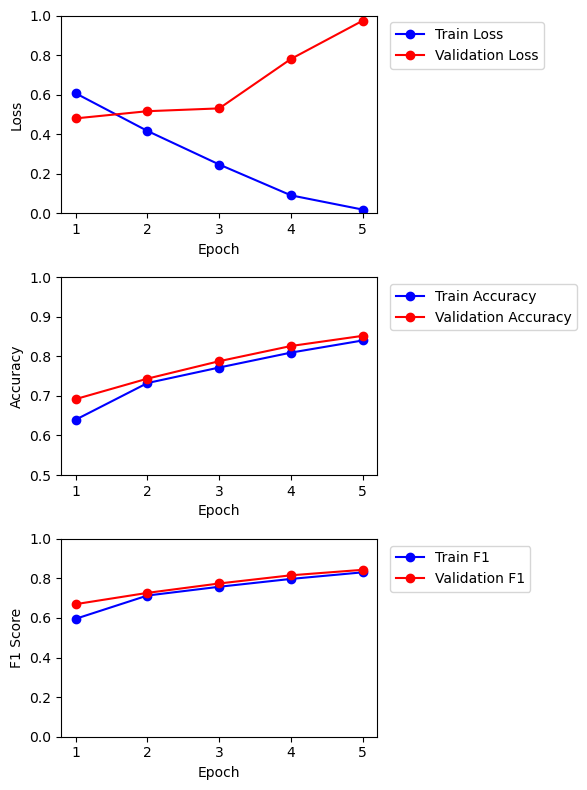 1.0
0.8
0.6
0.4
0.2
0.0
Loss
1 2 3 4 5
Epoch
Train Loss
Validation Loss
1.0
0.9
0.8
0.7
0.6
0.5
Accuracy
1 2 3 4 5
Epoch
Train Accuracy
Validation Accuracy
1.0
0.8
0.6
0.4
0.2
0.0
F1 Score
1 2 3 4 5
Epoch
Train F1
Validation F1